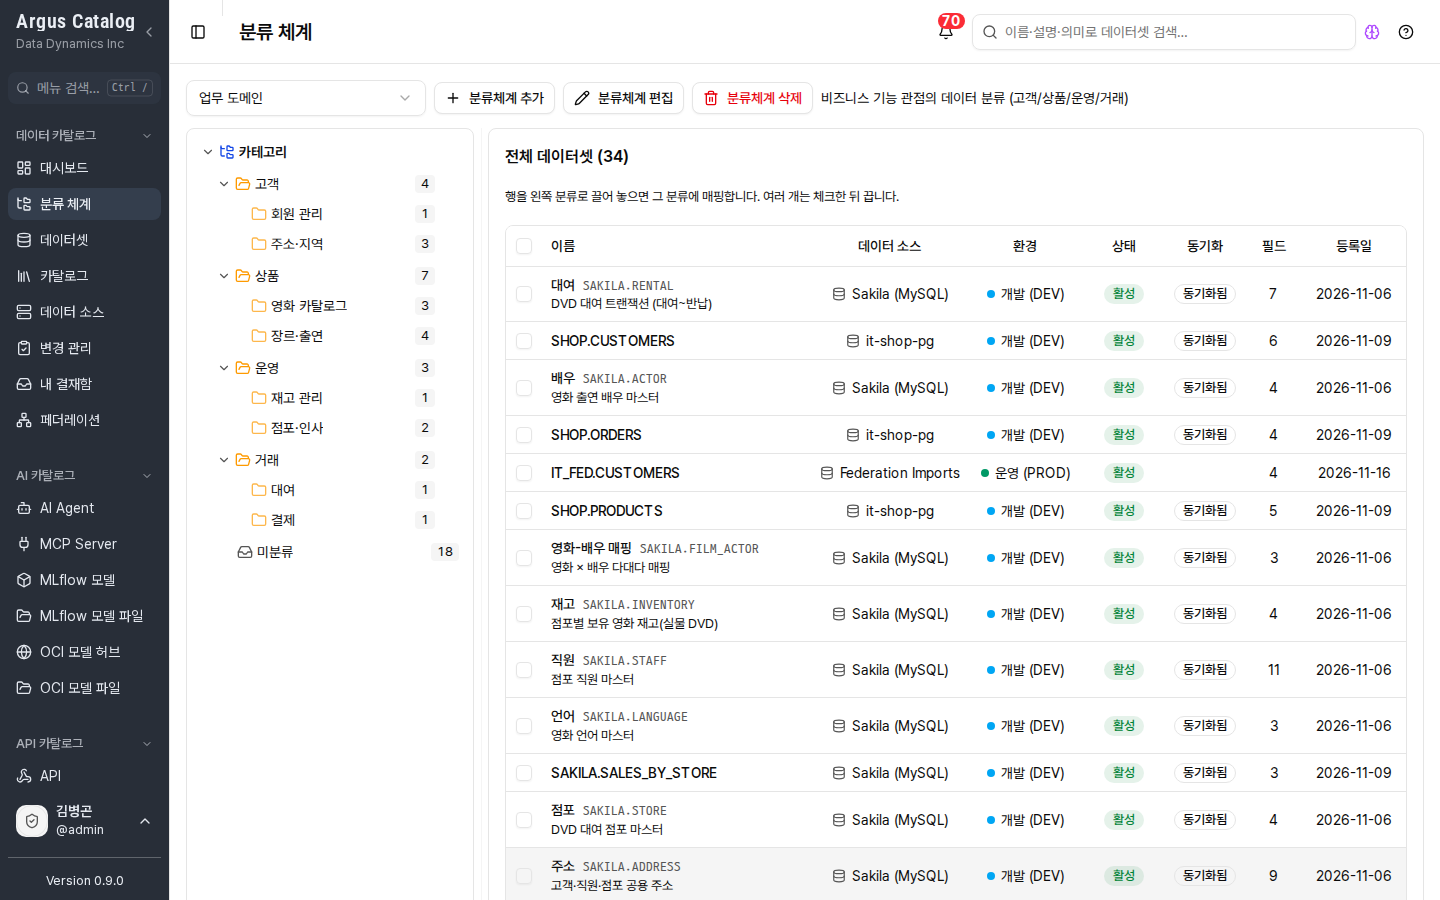 Argus Catalog
Data Dynamics Inc
메뉴 검색... Ctrl /
데이터 카탈로그
대시보드
분류 체계
데이터셋
카탈로그
데이터 소스
변경 관리
내 결재함
페더레이션
AI 카탈로그
AI Agent
MCP Server
MLflow 모델
MLflow 모델 파일
OCI 모델 허브
OCI 모델 파일
API 카탈로그
API
김병곤
@admin
Version 0.9.0
분류 체계
70
이름·설명·의미로 데이터셋 검색...
업무 도메인
분류체계 추가
분류체계 편집
분류체계 삭제
비즈니스 기능 관점의 데이터 분류 (고객/상품/운영/거래)
카테고리
고객 4
회원 관리 1
주소·지역 3
상품 7
영화 카탈로그 3
장르·출연 4
운영 3
재고 관리 1
점포·인사 2
거래 2
대여 1
결제 1
미분류 18
전체 데이터셋 (34)
행을 왼쪽 분류로 끌어 놓으면 그 분류에 매핑합니다. 여러 개는 체크한 뒤 끕니다.
이름 데이터 소스 환경 상태 동기화 필드 등록일
대여 SAKILA.RENTAL Sakila (MySQL) 개발 (DEV) 활성 동기화됨 7 2026-11-06
DVD 대여 트랜잭션 (대여~반납)
SHOP.CUSTOMERS it-shop-pg 개발 (DEV) 활성 동기화됨 6 2026-11-09
배우 SAKILA.ACTOR Sakila (MySQL) 개발 (DEV) 활성 동기화됨 4 2026-11-06
영화 출연 배우 마스터
SHOP.ORDERS it-shop-pg 개발 (DEV) 활성 동기화됨 4 2026-11-09
IT_FED.CUSTOMERS Federation Imports 운영 (PROD) 활성 4 2026-11-16
SHOP.PRODUCTS it-shop-pg 개발 (DEV) 활성 동기화됨 5 2026-11-09
영화-배우 매핑 SAKILA.FILM_ACTOR Sakila (MySQL) 개발 (DEV) 활성 동기화됨 3 2026-11-06
영화 × 배우 다대다 매핑
재고 SAKILA.INVENTORY Sakila (MySQL) 개발 (DEV) 활성 동기화됨 4 2026-11-06
점포별 보유 영화 재고(실물 DVD)
직원 SAKILA.STAFF Sakila (MySQL) 개발 (DEV) 활성 동기화됨 11 2026-11-06
점포 직원 마스터
언어 SAKILA.LANGUAGE Sakila (MySQL) 개발 (DEV) 활성 동기화됨 3 2026-11-06
영화 언어 마스터
SAKILA.SALES_BY_STORE Sakila (MySQL) 개발 (DEV) 활성 동기화됨 3 2026-11-09
점포 SAKILA.STORE Sakila (MySQL) 개발 (DEV) 활성 동기화됨 4 2026-11-06
DVD 대여 점포 마스터
주소 SAKILA.ADDRESS Sakila (MySQL) 개발 (DEV) 활성 동기화됨 9 2026-11-06
고객·직원·점포 공용 주소